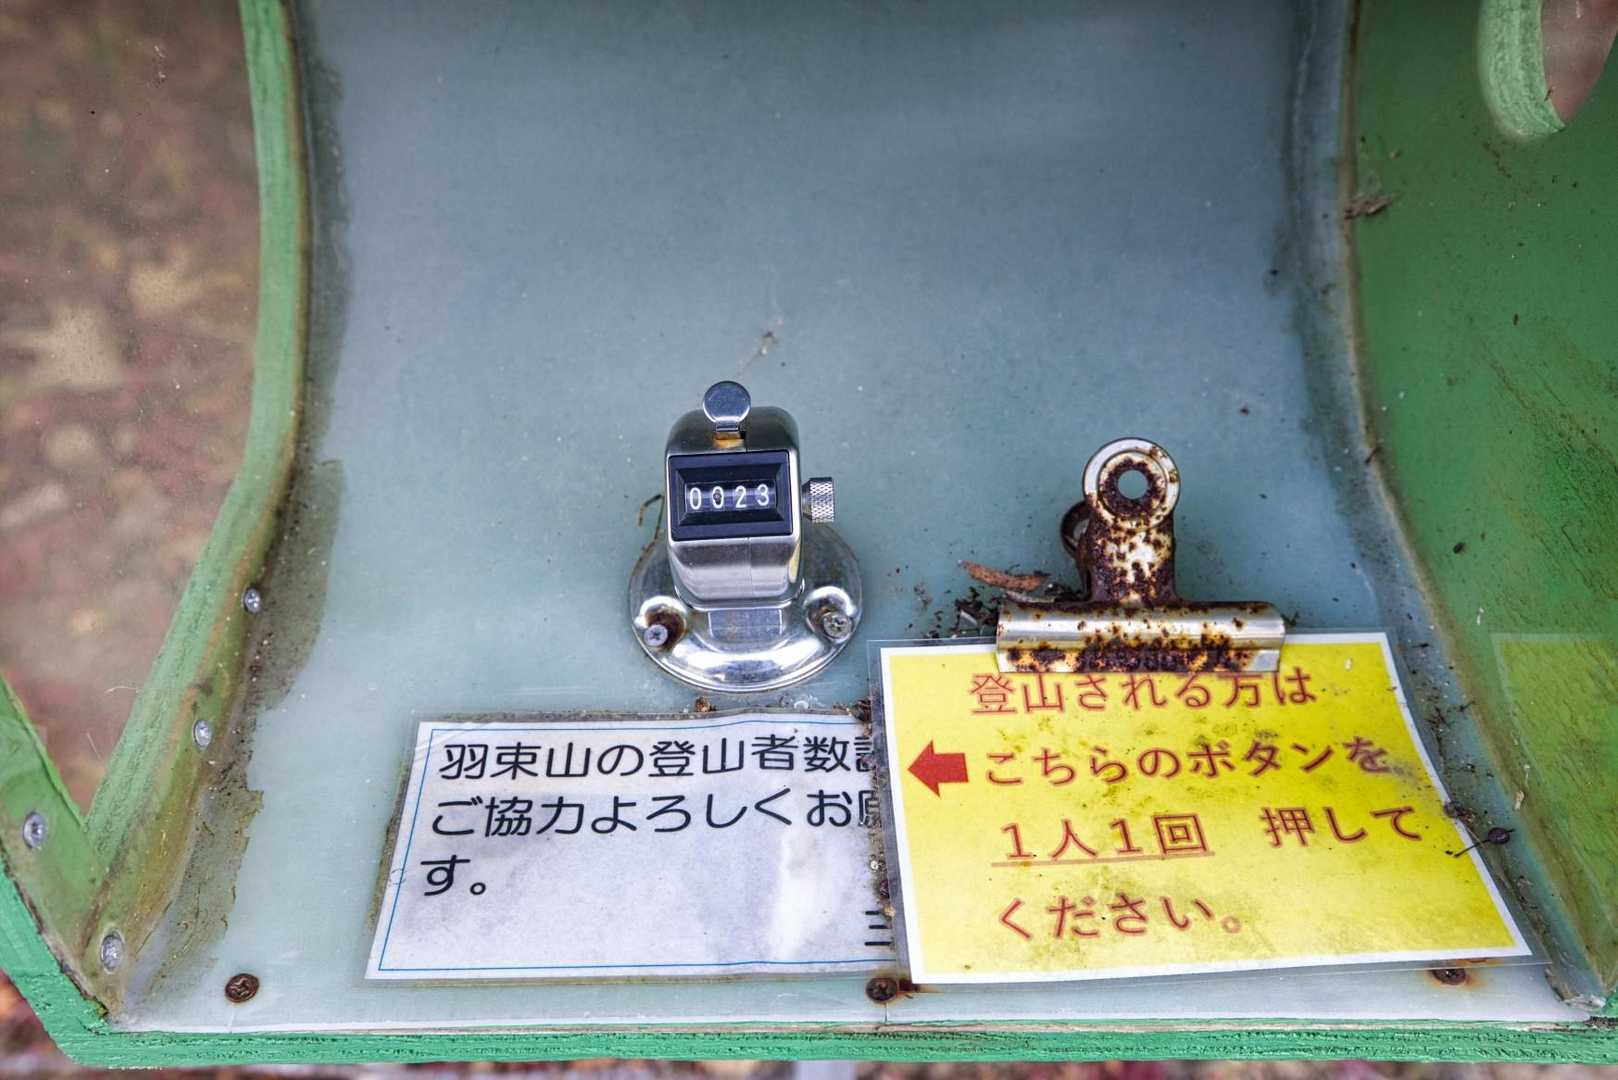 0023
羽束山の登山者数
ご協力よろしくお願
す。
登山される方は
こちらのボタンを
1人1回 押して
ください。